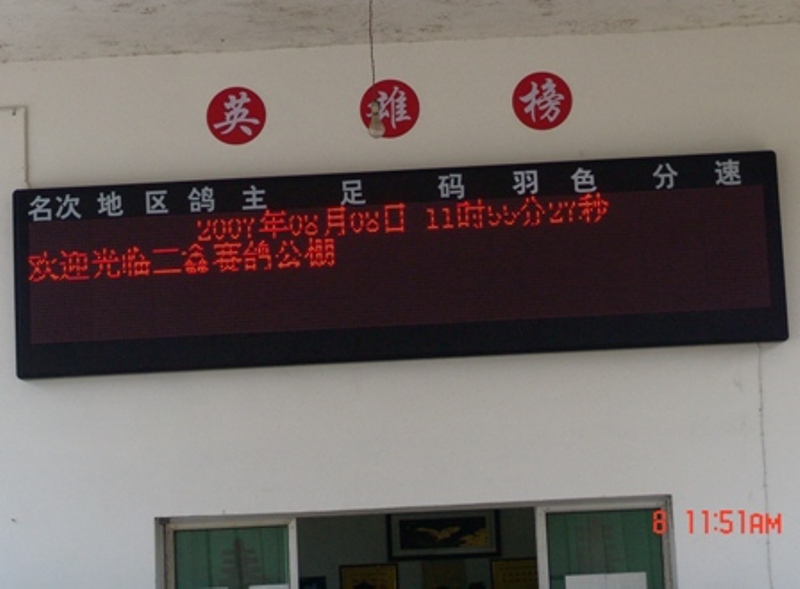 英雄榜
名次 地 区 鸽 主 足 码 羽 色 分 速
2007年08月08日 11时55分27秒
欢迎光临二鑫赛鸽公棚
8 11:51AM